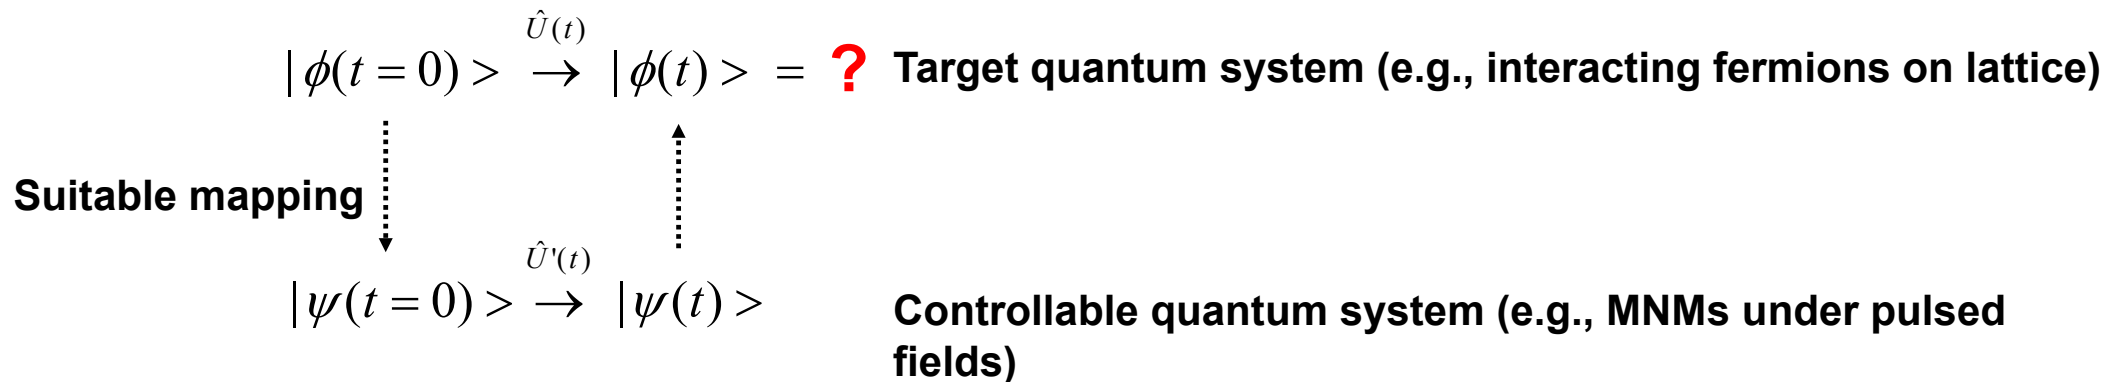 Û(t)
|ϕ(t = 0) > → |ϕ(t) > = ? Target quantum system (e.g., interacting fermions on lattice)
Suitable mapping
Û'(t)
|ψ(t = 0) > → |ψ(t) > Controllable quantum system (e.g., MNMs under pulsed
fields)